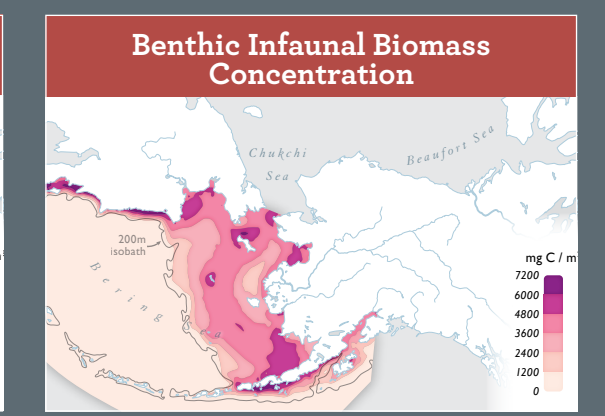 Benthic Infaunal Biomass
Concentration
Chukchi
Sea
Beaufort Sea
200m
isobath
Bering Sea
mg C / m
7200
6000
4800
3600
2400
1200
0